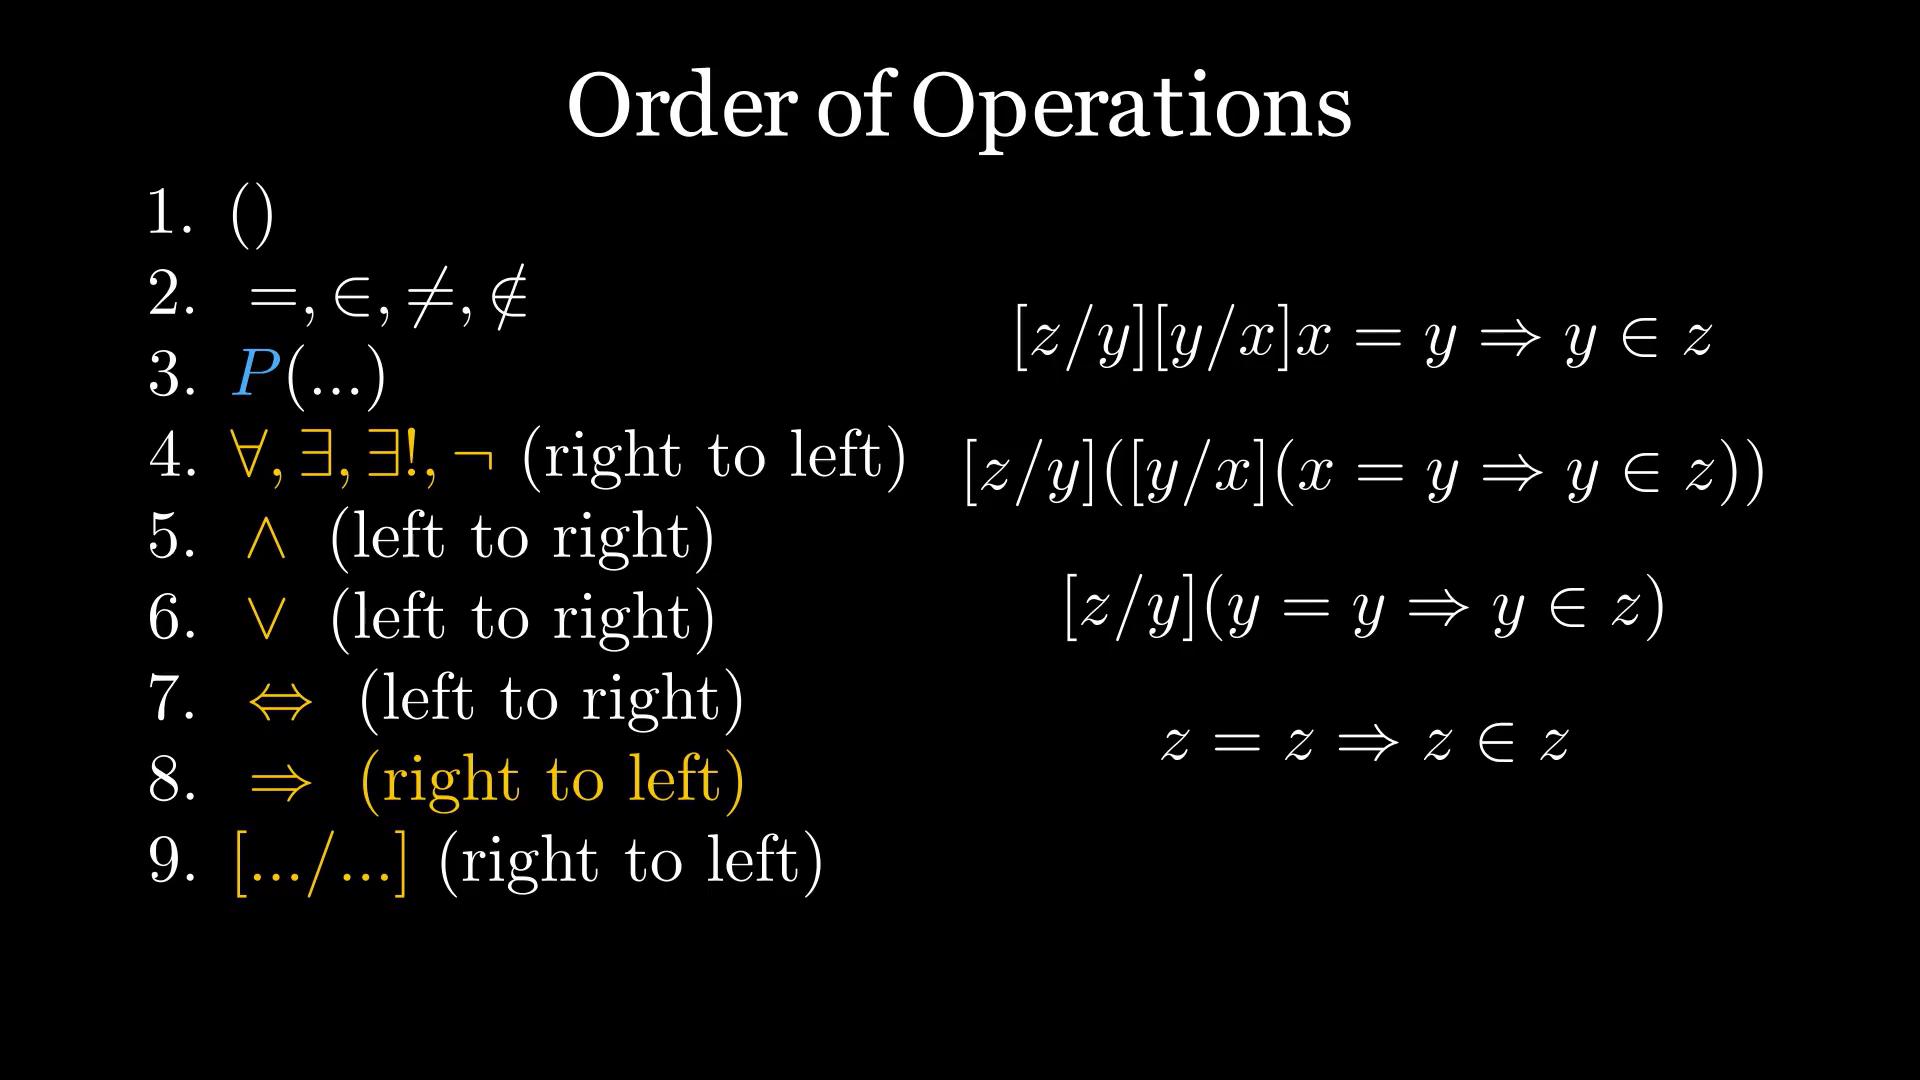 Order of Operations
1. ()
2. =, ∈, ≠, ∉
3. P(...)
4. ∀, ∃, ∃!, ¬ (right to left)
5. ∧ (left to right)
6. ∨ (left to right)
7. ⇔ (left to right)
8. ⇒ (right to left)
9. [.../...] (right to left)
[z/y][y/x]x = y ⇒ y ∈ z
[z/y]([y/x](x = y ⇒ y ∈ z))
[z/y](y = y ⇒ y ∈ z)
z = z ⇒ z ∈ z